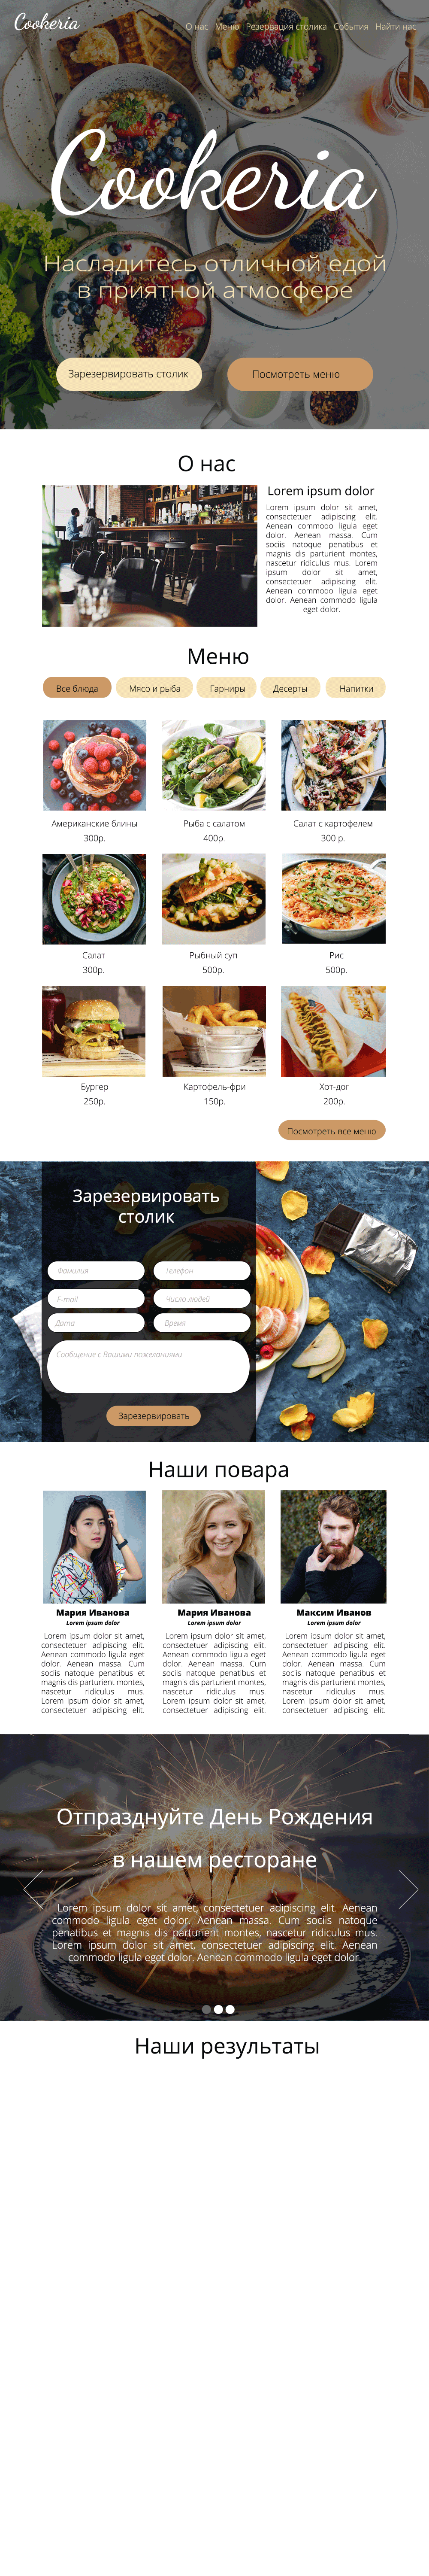 Cookeria
О нас Меню Резервация столика События Найти нас
Cookeria
Насладитесь отличной едой
в приятной атмосфере
Зарезервировать столик
Посмотреть меню
О нас
Lorem ipsum dolor
Lorem ipsum dolor sit amet,
consectetuer adipiscing elit.
Aenean commodo ligula eget
dolor. Aenean massa. Cum
sociis natoque penatibus et
magnis dis parturient montes,
nascetur ridiculus mus. Lorem
ipsum dolor sit amet,
consectetuer adipiscing elit.
Aenean commodo ligula eget
dolor. Aenean commodo ligula
eget dolor.
Меню
Все блюда Мясо и рыба Гарниры Десерты Напитки
Американские блины
300р.
Рыба с салатом
400р.
Салат с картофелем
300 р.
Салат
300р.
Рыбный суп
500р.
Рис
500р.
Бургер
250р.
Картофель-фри
150р.
Хот-дог
200р.
Посмотреть все меню
Зарезервировать
столик
Фамилия
Телефон
E-mail
Число людей
Дата
Время
Сообщение с Вашими пожеланиями
Зарезервировать
Наши повара
Мария Иванова
Lorem ipsum dolor
Lorem ipsum dolor sit amet,
consectetuer adipiscing elit.
Aenean commodo ligula eget
dolor. Aenean massa. Cum
sociis natoque penatibus et
magnis dis parturient montes,
nascetur ridiculus mus.
Lorem ipsum dolor sit amet,
consectetuer adipiscing elit.
Мария Иванова
Lorem ipsum dolor
Lorem ipsum dolor sit amet,
consectetuer adipiscing elit.
Aenean commodo ligula eget
dolor. Aenean massa. Cum
sociis natoque penatibus et
magnis dis parturient montes,
nascetur ridiculus mus.
Lorem ipsum dolor sit amet,
consectetuer adipiscing elit.
Максим Иванов
Lorem ipsum dolor
Lorem ipsum dolor sit amet,
consectetuer adipiscing elit.
Aenean commodo ligula eget
dolor. Aenean massa. Cum
sociis natoque penatibus et
magnis dis parturient montes,
nascetur ridiculus mus.
Lorem ipsum dolor sit amet,
consectetuer adipiscing elit.
Отпразднуйте День Рождения
в нашем ресторане
Lorem ipsum dolor sit amet, consectetuer adipiscing elit. Aenean
commodo ligula eget dolor. Aenean massa. Cum sociis natoque
penatibus et magnis dis parturient montes, nascetur ridiculus mus.
Lorem ipsum dolor sit amet, consectetuer adipiscing elit. Aenean
commodo ligula eget dolor. Aenean commodo ligula eget dolor.
Наши результаты